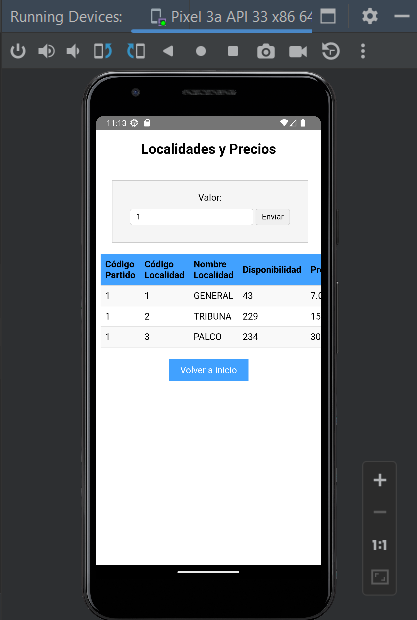 Running Devices: Pixel 3a API 33 x86 64
11:13
Localidades y Precios
Valor:
1 Enviar
Código Partido Código Localidad Nombre Localidad Disponibilidad Pre
1 1 GENERAL 43 7.0
1 2 TRIBUNA 229 15
1 3 PALCO 234 30
Volver a Inicio
1:1